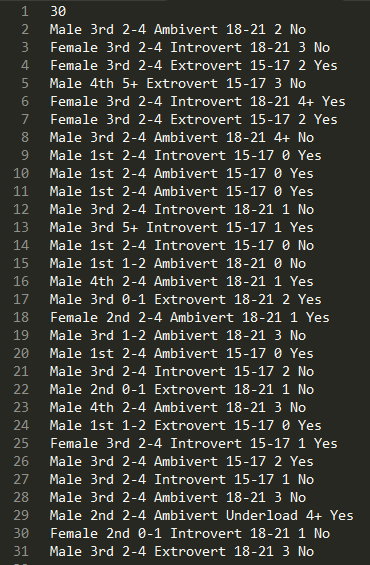 1 30
2 Male 3rd 2-4 Ambivert 18-21 2 No
3 Female 3rd 2-4 Introvert 18-21 3 No
4 Female 3rd 2-4 Extrovert 15-17 2 Yes
5 Male 4th 5+ Extrovert 15-17 3 No
6 Female 3rd 2-4 Introvert 18-21 4+ Yes
7 Female 3rd 2-4 Extrovert 15-17 2 Yes
8 Male 3rd 2-4 Ambivert 18-21 4+ No
9 Male 1st 2-4 Introvert 15-17 0 Yes
10 Male 1st 2-4 Ambivert 15-17 0 Yes
11 Male 1st 2-4 Ambivert 15-17 0 Yes
12 Male 3rd 2-4 Introvert 18-21 1 No
13 Male 3rd 5+ Introvert 15-17 1 Yes
14 Male 1st 2-4 Introvert 15-17 0 No
15 Male 1st 1-2 Ambivert 18-21 0 No
16 Male 4th 2-4 Ambivert 18-21 1 Yes
17 Male 3rd 0-1 Extrovert 18-21 2 Yes
18 Female 2nd 2-4 Ambivert 18-21 1 Yes
19 Male 3rd 1-2 Ambivert 18-21 3 No
20 Male 1st 2-4 Ambivert 15-17 0 Yes
21 Male 3rd 2-4 Introvert 15-17 2 No
22 Male 2nd 0-1 Extrovert 18-21 1 No
23 Male 4th 2-4 Ambivert 18-21 3 No
24 Male 1st 1-2 Extrovert 15-17 0 Yes
25 Female 3rd 2-4 Introvert 15-17 1 Yes
26 Male 3rd 2-4 Ambivert 15-17 2 Yes
27 Male 3rd 2-4 Introvert 15-17 1 No
28 Male 3rd 2-4 Ambivert 18-21 3 No
29 Male 2nd 2-4 Ambivert Underload 4+ Yes
30 Female 2nd 0-1 Introvert 18-21 1 No
31 Male 3rd 2-4 Extrovert 18-21 3 No